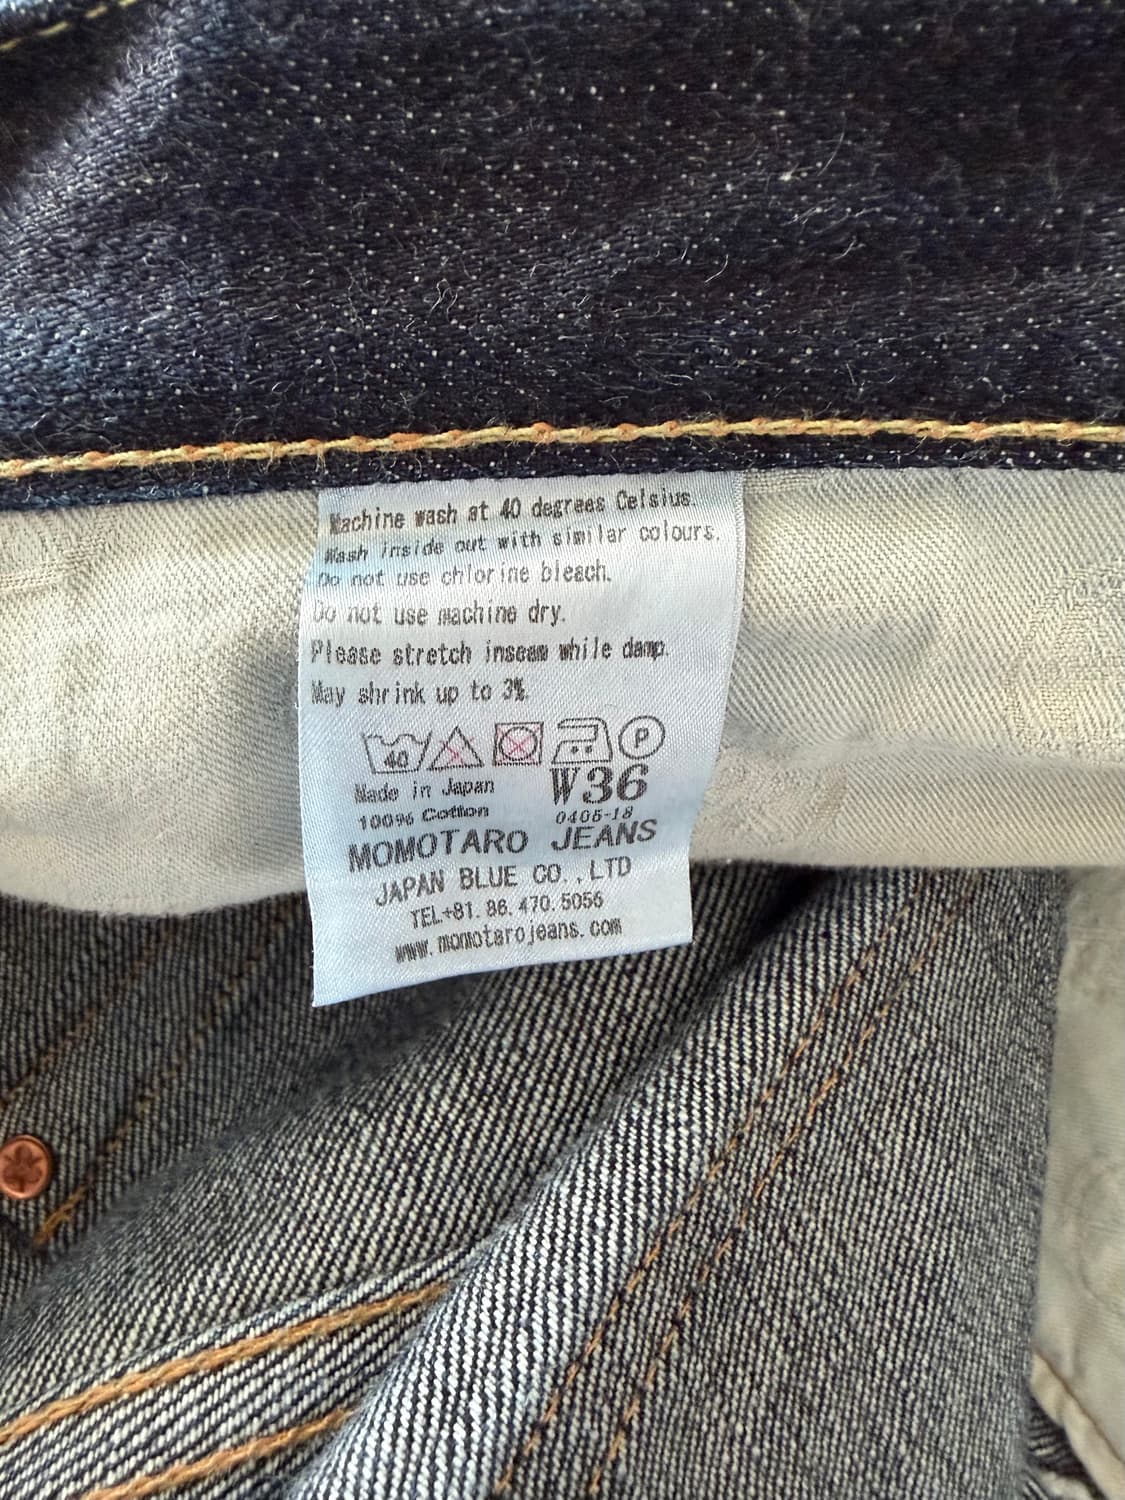 Machine wash at 40 degrees Celsius.
Wash inside out with similar colours.
Do not use chlorine bleach.
Do not use machine dry.
Please stretch inseam while damp.
May shrink up to 3%
40 P
Made in Japan W36
100% Cotton 0405-18
MOMOTARO JEANS
JAPAN BLUE CO.,LTD
TEL+81.86.470.5056
www.momotarojeans.com